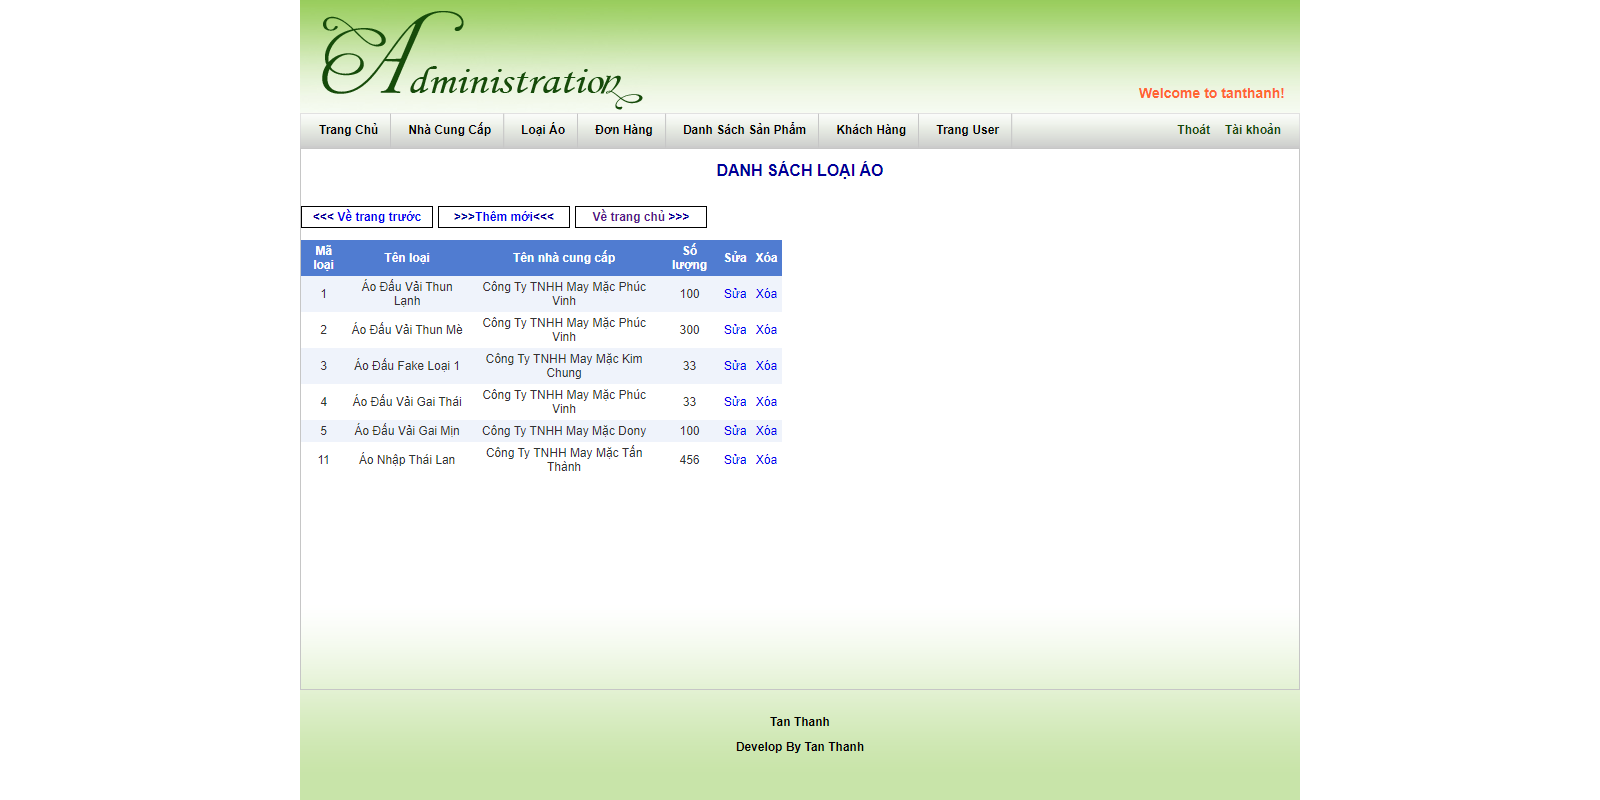 Administration
Welcome to tanthanh!
Trang Chủ Nhà Cung Cấp Loại Áo Đơn Hàng Danh Sách Sản Phẩm Khách Hàng Trang User Thoát Tài khoản
DANH SÁCH LOẠI ÁO
<<< Về trang trước >>>Thêm mới<<< Về trang chủ >>>
Mã loại Tên loại Tên nhà cung cấp Số lượng Sửa Xóa
1 Áo Đấu Vải Thun Lạnh Công Ty TNHH May Mặc Phúc Vinh 100 Sửa Xóa
2 Áo Đấu Vải Thun Mè Công Ty TNHH May Mặc Phúc Vinh 300 Sửa Xóa
3 Áo Đấu Fake Loại 1 Công Ty TNHH May Mặc Kim Chung 33 Sửa Xóa
4 Áo Đấu Vải Gai Thái Công Ty TNHH May Mặc Phúc Vinh 33 Sửa Xóa
5 Áo Đấu Vải Gai Mịn Công Ty TNHH May Mặc Dony 100 Sửa Xóa
11 Áo Nhập Thái Lan Công Ty TNHH May Mặc Tấn Thành 456 Sửa Xóa
Tan Thanh
Develop By Tan Thanh